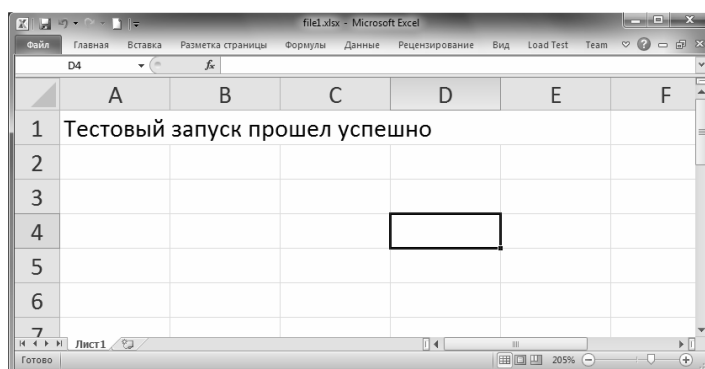 file1.xlsx - Microsoft Excel
Файл Главная Вставка Разметка страницы Формулы Данные Рецензирование Вид Load Test Team
D4 fx
A B C D E F
1 Тестовый запуск прошел успешно
2
3
4
5
6
7
Лист1
Готово 205%